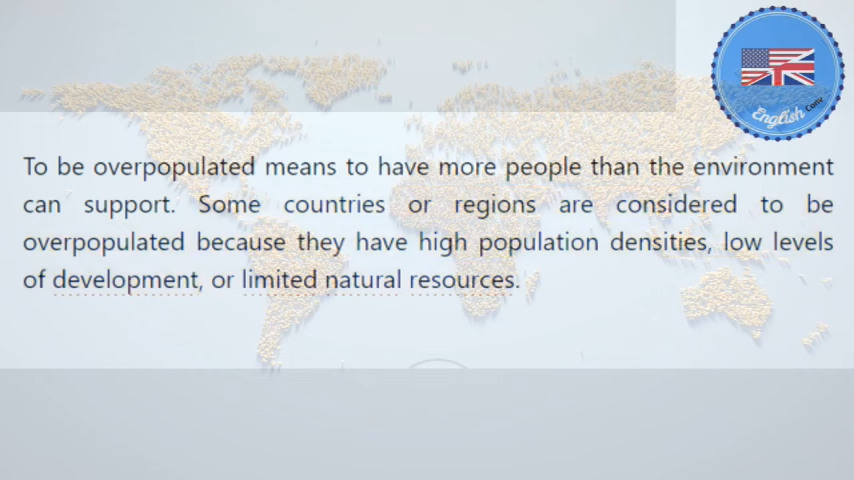 To be overpopulated means to have more people than the environment
can support. Some countries or regions are considered to be
overpopulated because they have high population densities, low levels
of development, or limited natural resources.
English Conv